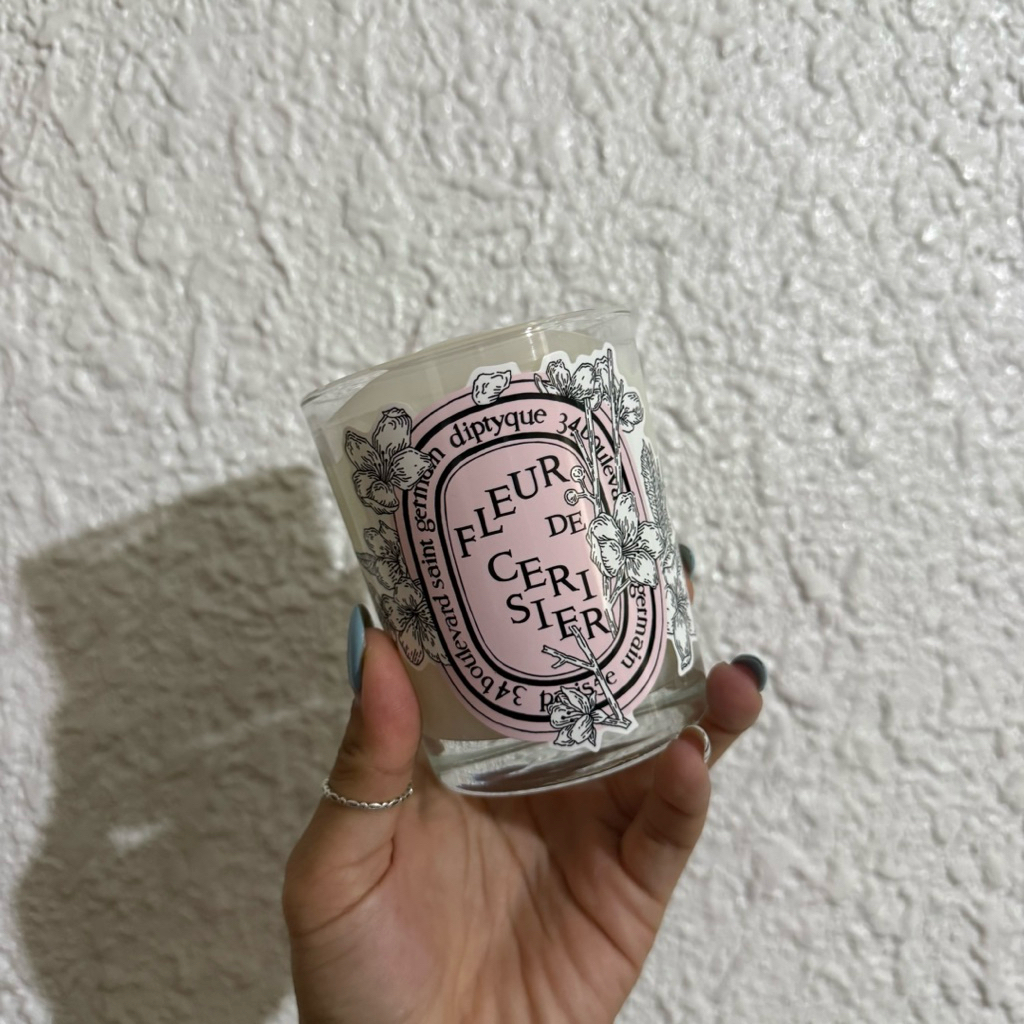 diptyque 34 boulevard saint germain
FLEUR
DE
CERI
SIER
34 boulevard saint germain